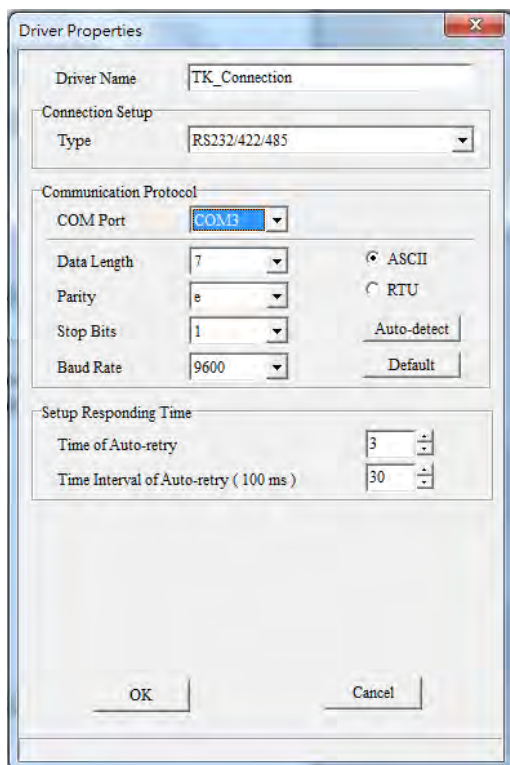 Driver Properties
Driver Name TK_Connection
Connection Setup
Type RS232/422/485
Communication Protocol
COM Port COM3
Data Length 7 ASCII
Parity e RTU
Stop Bits 1 Auto-detect
Baud Rate 9600 Default
Setup Responding Time
Time of Auto-retry 3
Time Interval of Auto-retry ( 100 ms ) 30
OK Cancel